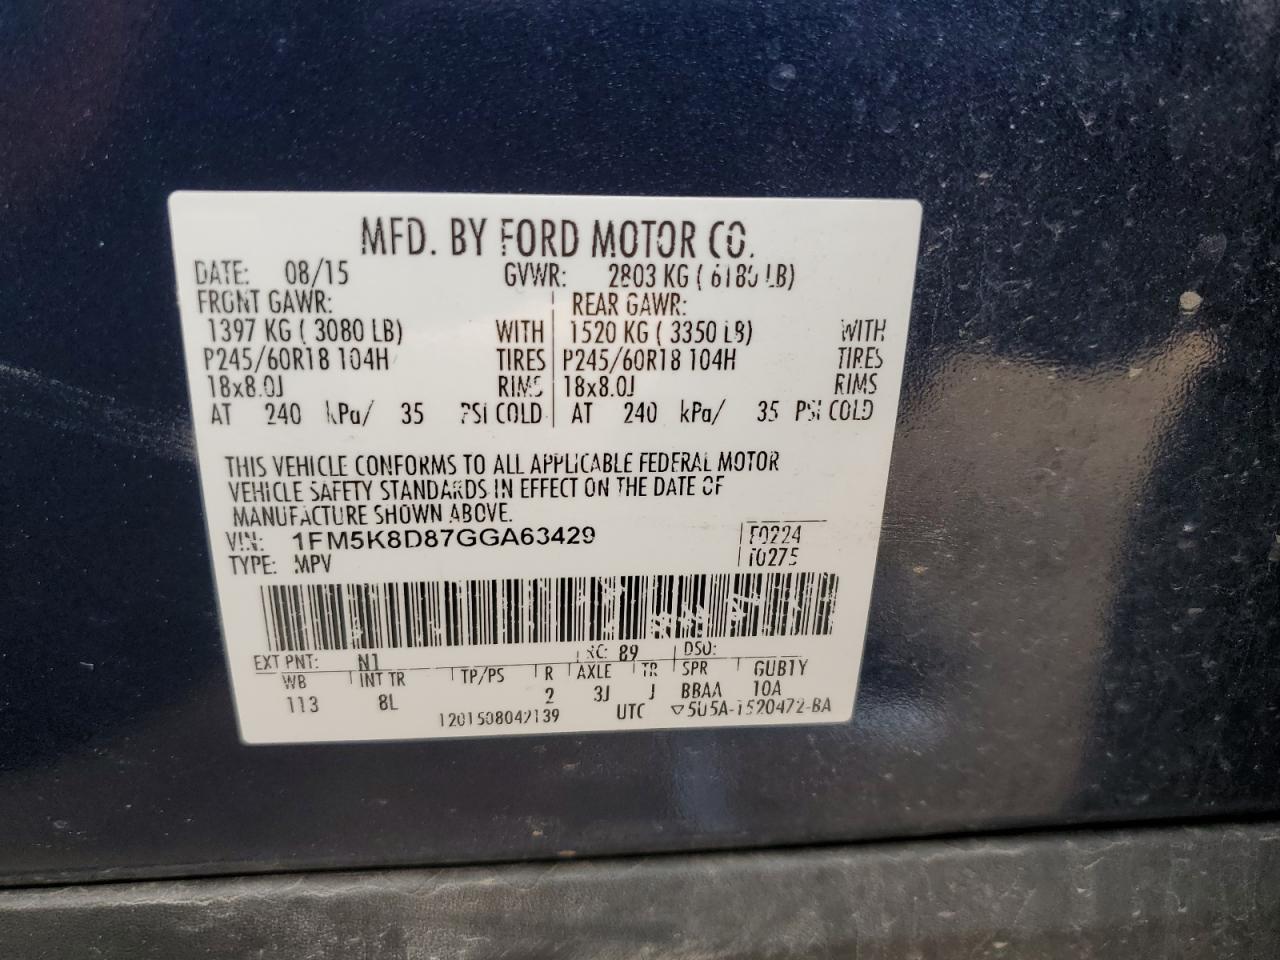 MFD. BY FORD MOTOR CO.
DATE: 08/15 GVWR: 2803 KG ( 6180 LB)
FRONT GAWR: REAR GAWR:
1397 KG ( 3080 LB) WITH 1520 KG ( 3350 LB) WITH
P245/60R18 104H TIRES P245/60R18 104H TIRES
18x8.0J RIMS 18x8.0J RIMS
AT 240 kPa/ 35 PSI COLD AT 240 kPa/ 35 PSI COLD
THIS VEHICLE CONFORMS TO ALL APPLICABLE FEDERAL MOTOR
VEHICLE SAFETY STANDARDS IN EFFECT ON THE DATE OF
MANUFACTURE SHOWN ABOVE.
VIN: 1FM5K8D87GGA63429 F0224
TYPE: MPV T0275
EXT PNT: N1 RC: 89 DSO:
WB INT TR TP/PS R AXLE TR SPR GUB1Y
113 8L 2 3J J BBAA 10A
1201508042139 UTC ▽5U5A-1520472-BA